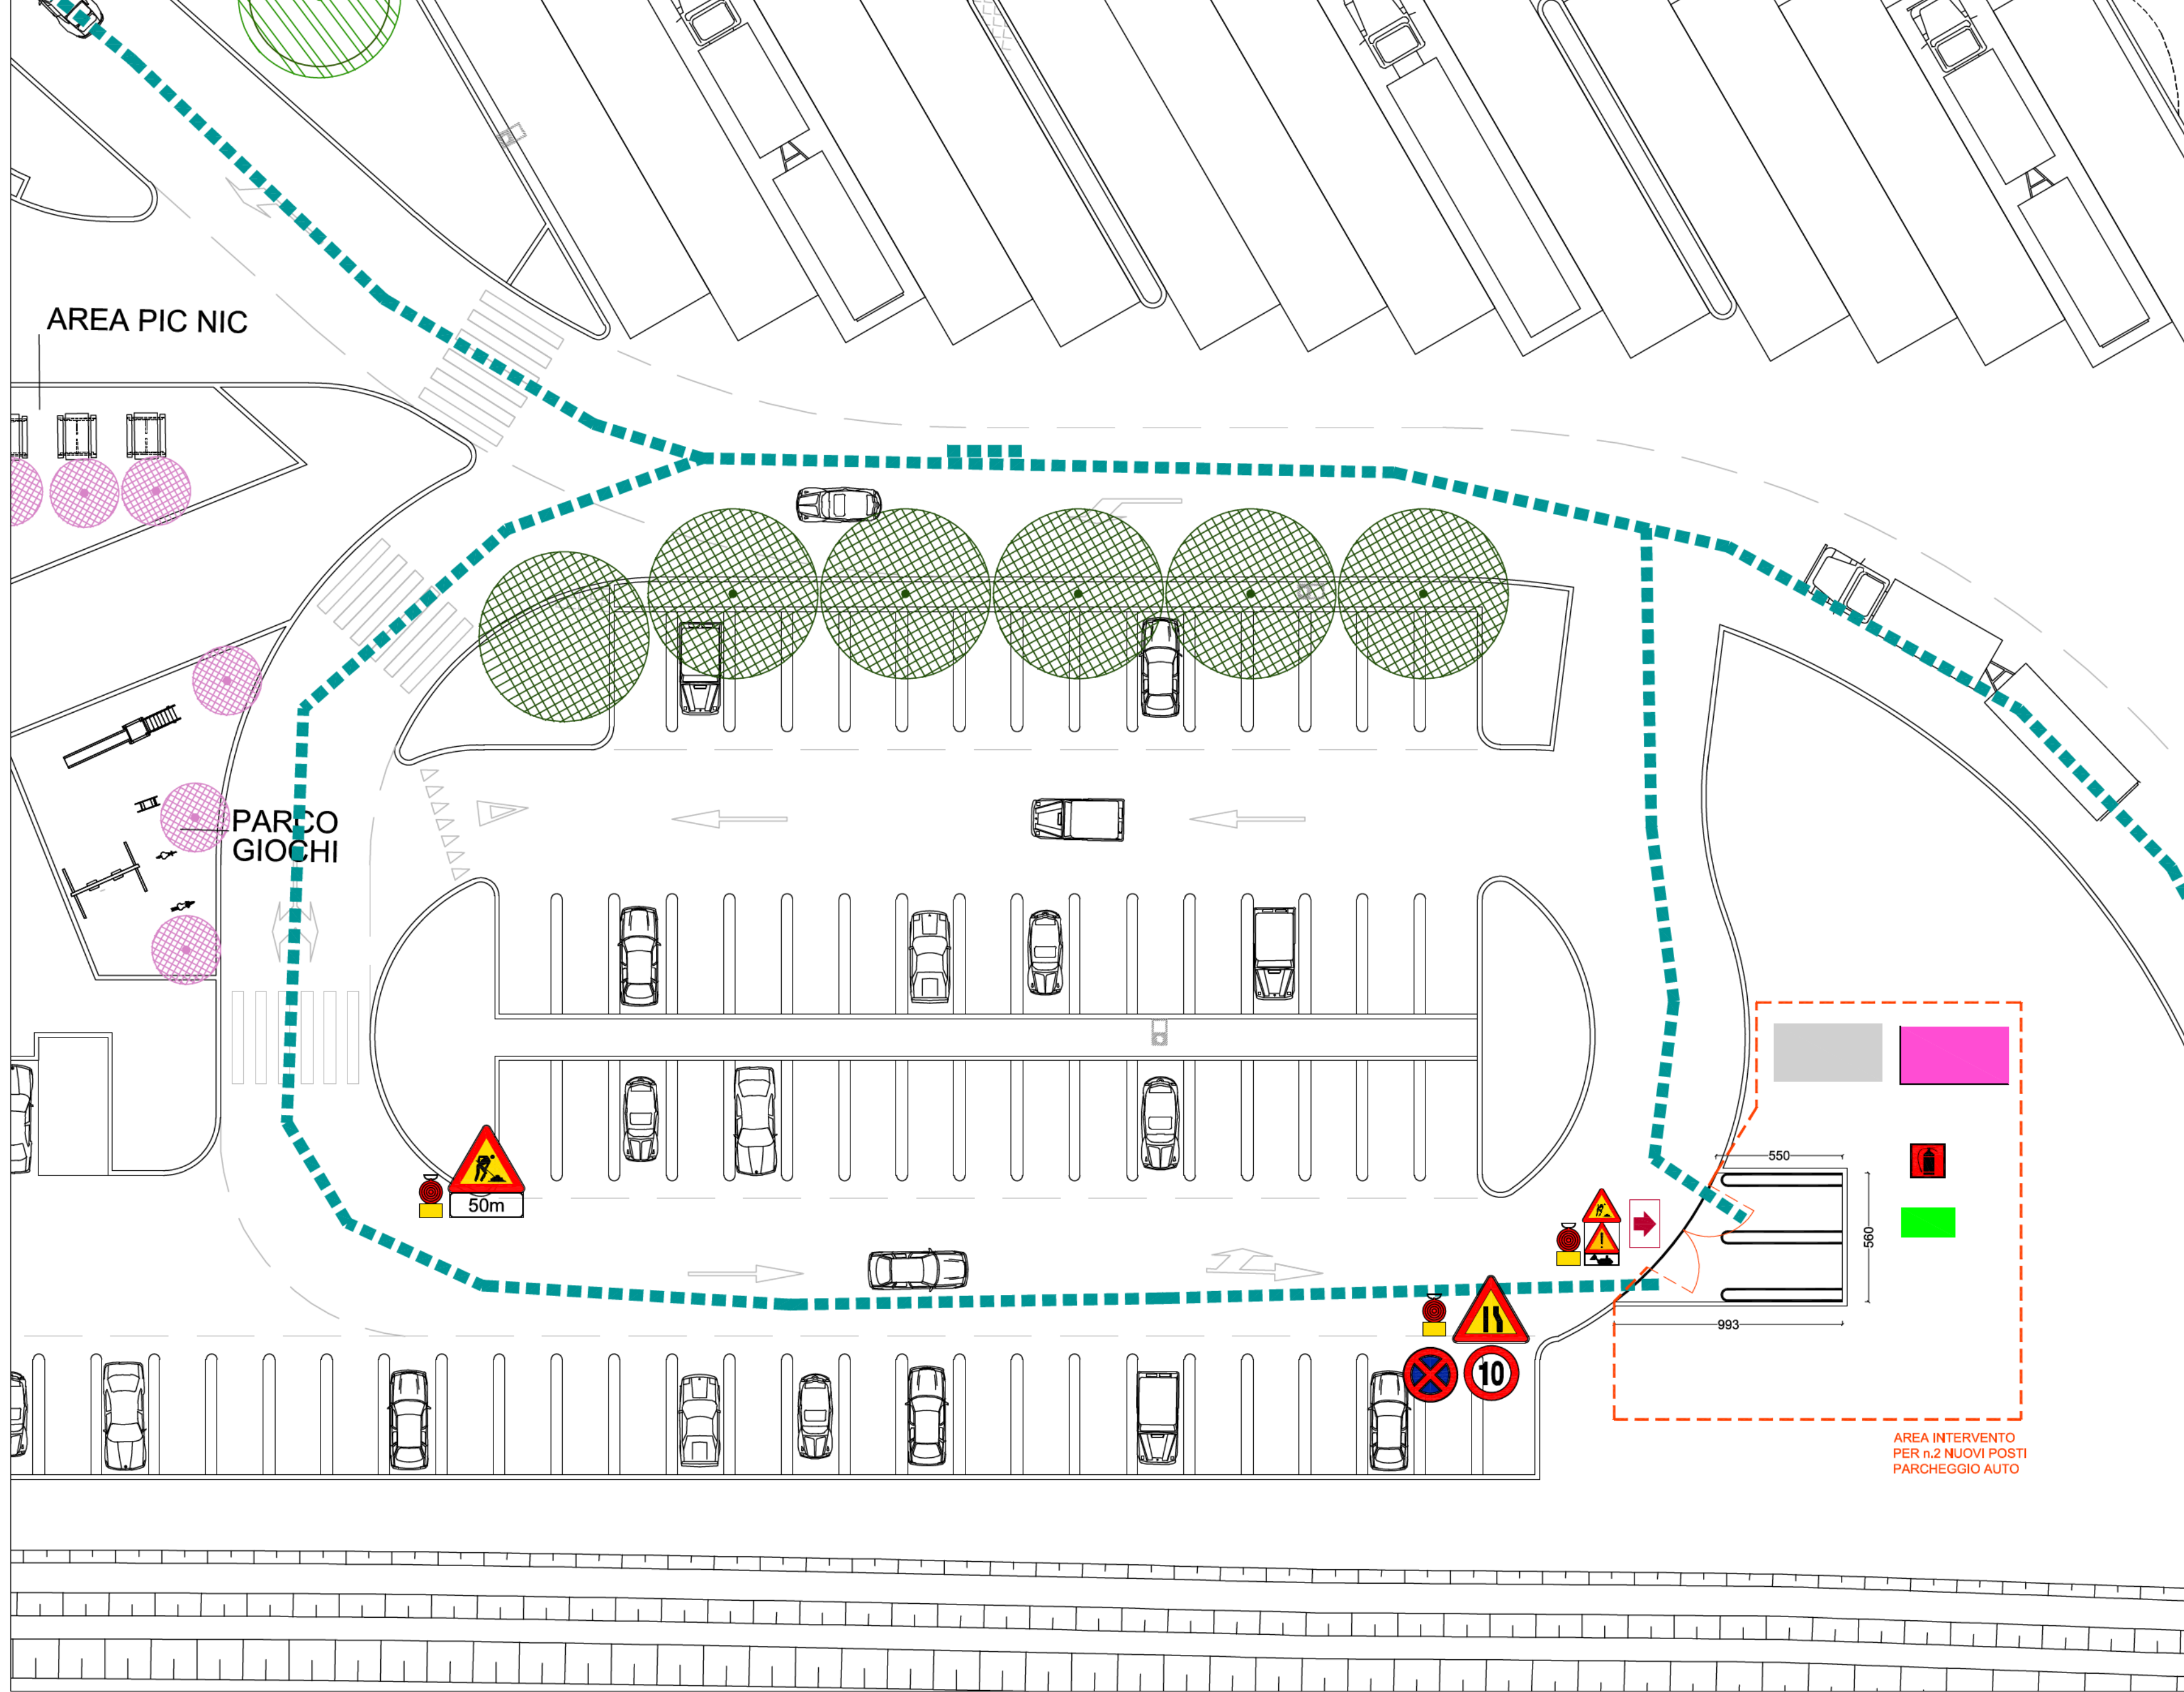 AREA PIC NIC
PARCO
GIOCHI
50m
550
560
993
10
AREA INTERVENTO
PER n.2 NUOVI POSTI
PARCHEGGIO AUTO